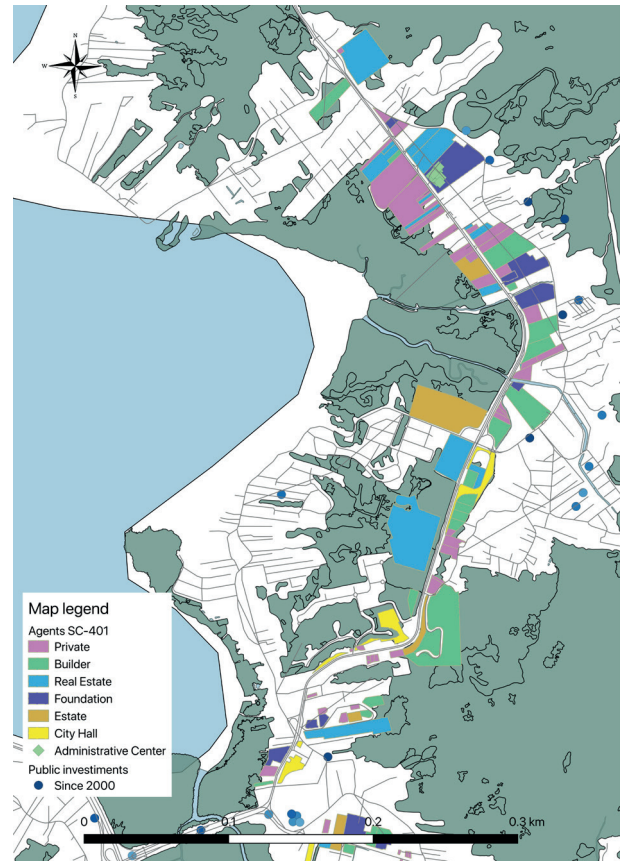 N
W
E
S
Map legend
Agents SC-401
Private
Builder
Real Estate
Foundation
Estate
City Hall
Administrative Center
Public investiments
Since 2000
0 0.1 0.2 0.3 km